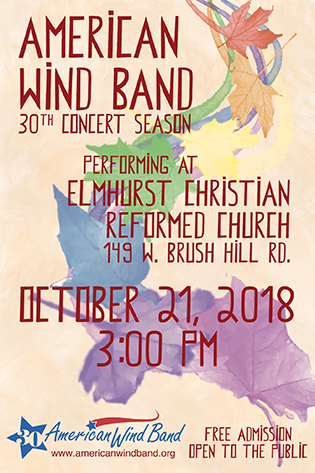 AMERICAN
WIND BAND
30TH CONCERT SEASON
PERFORMING AT
ELMHURST CHRISTIAN
REFORMED CHURCH
149 W. BRUSH HILL RD.
OCTOBER 21, 2018
3:00 PM
30 American Wind Band
www.americanwindband.org
FREE ADMISSION
OPEN TO THE PUBLIC